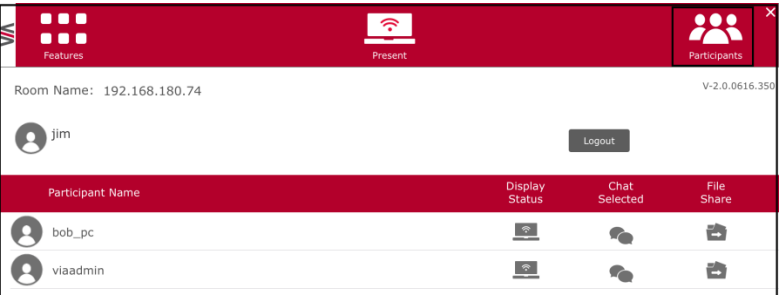 Features
Present
×
Participants
Room Name: 192.168.180.74
V-2.0.0616.350
jim
Logout
Participant Name
Display Status
Chat Selected
File Share
bob_pc
viaadmin